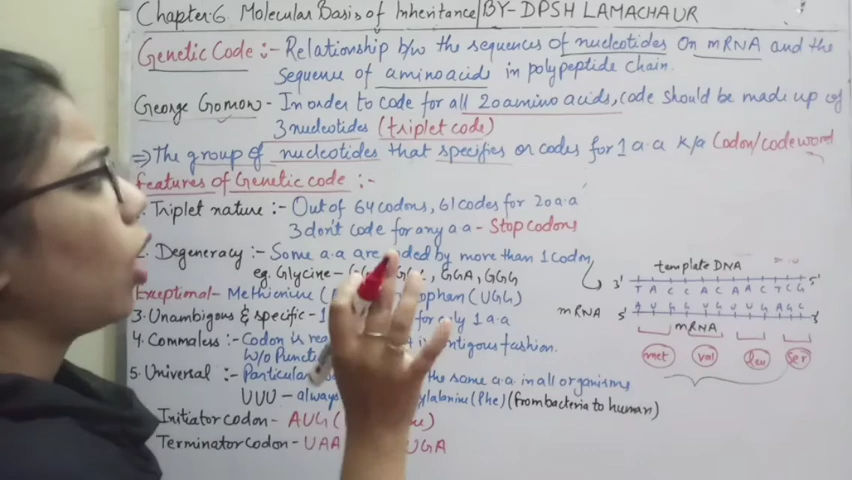 Chapter:6. Molecular Basis of Inheritance/BY-DPSH LAMACHAUR
Genetic Code:- Relationship b/w the sequences of nucleotides on mRNA and the
sequence of aminoacids in polypeptide chain.
George Gomow- In order to code for all 20 amino acids, code should be made up of
3 nucleotides (triplet code)
⇒ The group of nucleotides that specifies or codes for 1 a.a k/a Codon/codeword
Features of Genetic code :-
Triplet nature :- Out of 64 codons, 61 codes for 20 a.a
3 don't code for any a a - Stop codons
2. Degeneracy :- Some a.a are coded by more than 1 Codon,
eg. Glycine - GGA, GGG
Exceptional- Methionine (UGG)
3. Unambigous & specific - 1 for only 1 a.a
4. Commaless :- Codon is fashion.
W/O
5. Universal :- Particular the same a.a in all organisms
UUU - always (Phe) (from bacteria to human)
Initiator codon - AUG (
Terminator codon - UAA UGA
template DNA
3' 5'
T A C C A C A A C T C G
mRNA 5' A U G G U G U U G A G C 3'
mRNA
met val leu ser